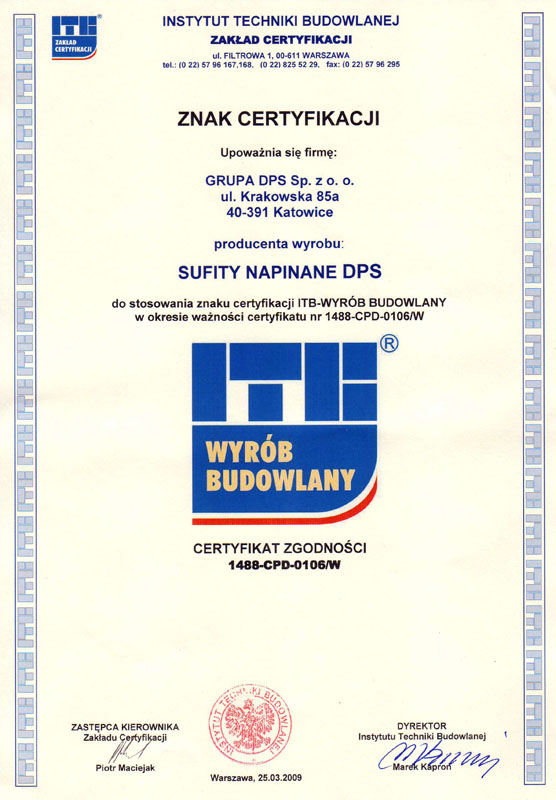 ITB
ZAKŁAD
CERTYFIKACJI
INSTYTUT TECHNIKI BUDOWLANEJ
ZAKŁAD CERTYFIKACJI
ul. FILTROWA 1, 00-611 WARSZAWA
tel.: (0 22) 57 96 167,168, (0 22) 825 52 29, fax: (0 22) 57 96 295
ZNAK CERTYFIKACJI
Upoważnia się firmę:
GRUPA DPS Sp. z o. o.
ul. Krakowska 85a
40-391 Katowice
producenta wyrobu:
SUFITY NAPINANE DPS
do stosowania znaku certyfikacji ITB-WYRÓB BUDOWLANY
w okresie ważności certyfikatu nr 1488-CPD-0106/W
ITB ®
WYRÓB
BUDOWLANY
CERTYFIKAT ZGODNOŚCI
1488-CPD-0106/W
INSTYTUT TECHNIKI BUDOWLANEJ
ZASTĘPCA KIEROWNIKA
Zakładu Certyfikacji
Piotr Maciejak
DYREKTOR
Instytutu Techniki Budowlanej
Marek Kaproń
Warszawa, 25.03.2009